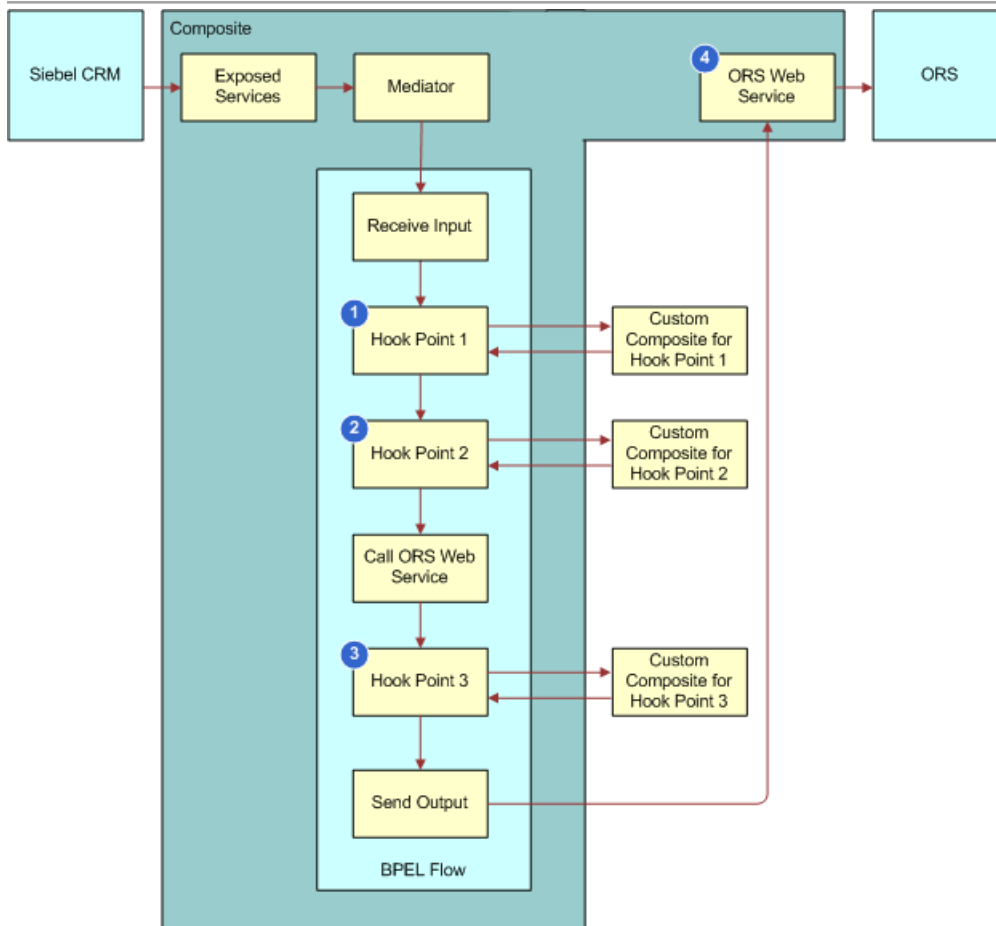 Composite
Siebel CRM
Exposed
Services
Mediator
4
ORS Web
Service
ORS
Receive Input
1
Hook Point 1
Custom
Composite for
Hook Point 1
2
Hook Point 2
Custom
Composite for
Hook Point 2
Call ORS Web
Service
3
Hook Point 3
Custom
Composite for
Hook Point 3
Send Output
BPEL Flow